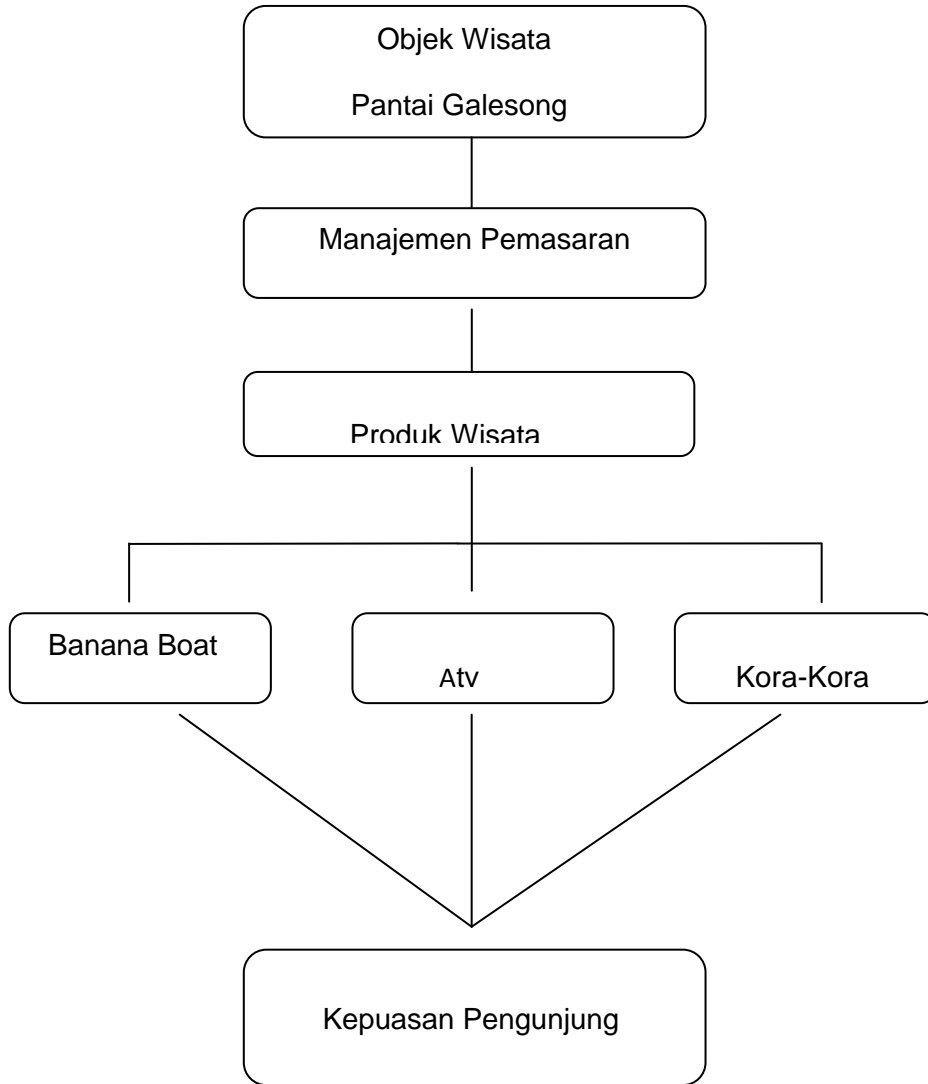 Objek Wisata
Pantai Galesong
Manajemen Pemasaran
Produk Wisata
Banana Boat
Atv
Kora-Kora
Kepuasan Pengunjung